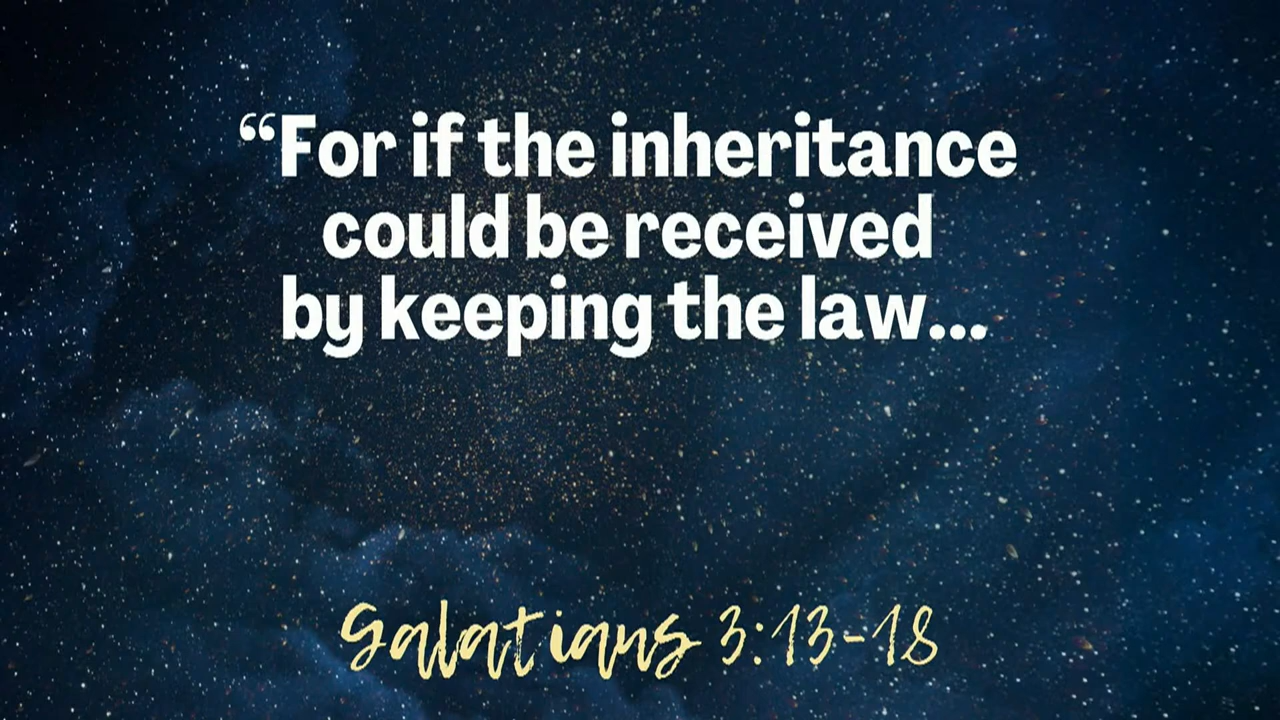 “For if the inheritance
could be received
by keeping the law...
Galatians 3:13-18